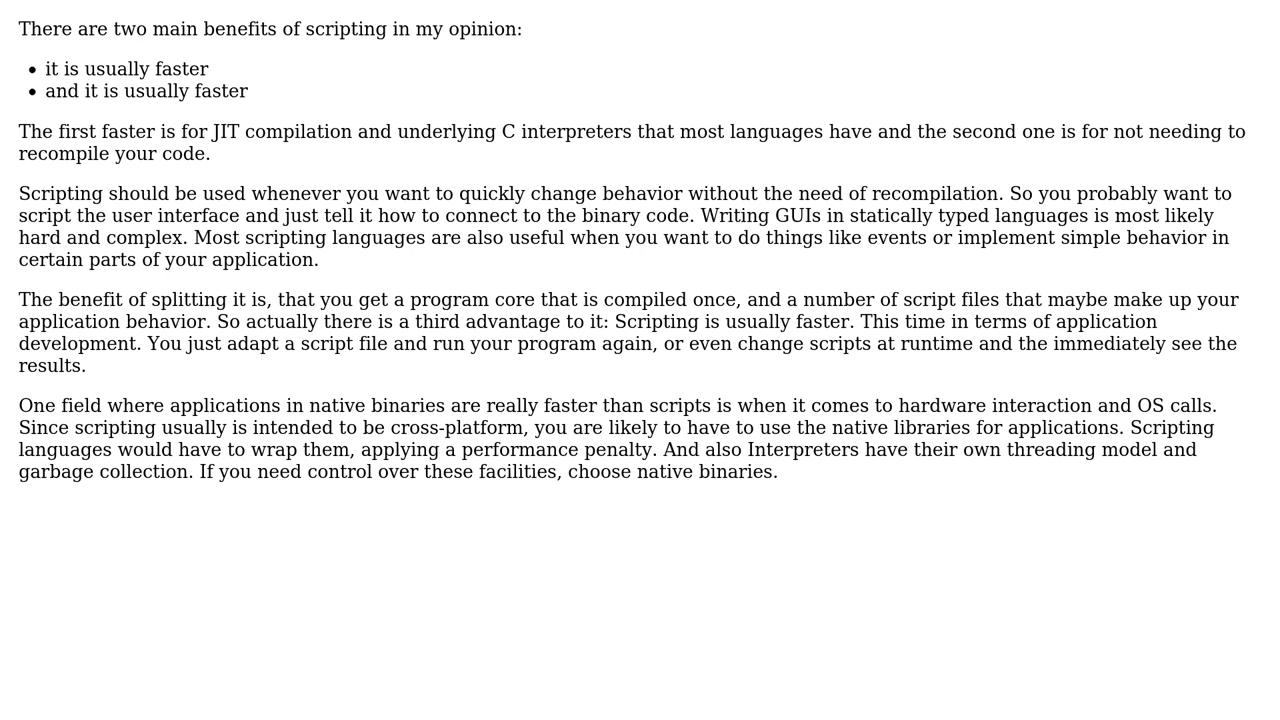 There are two main benefits of scripting in my opinion:
• it is usually faster
• and it is usually faster
The first faster is for JIT compilation and underlying C interpreters that most languages have and the second one is for not needing to
recompile your code.
Scripting should be used whenever you want to quickly change behavior without the need of recompilation. So you probably want to
script the user interface and just tell it how to connect to the binary code. Writing GUIs in statically typed languages is most likely
hard and complex. Most scripting languages are also useful when you want to do things like events or implement simple behavior in
certain parts of your application.
The benefit of splitting it is, that you get a program core that is compiled once, and a number of script files that maybe make up your
application behavior. So actually there is a third advantage to it: Scripting is usually faster. This time in terms of application
development. You just adapt a script file and run your program again, or even change scripts at runtime and the immediately see the
results.
One field where applications in native binaries are really faster than scripts is when it comes to hardware interaction and OS calls.
Since scripting usually is intended to be cross-platform, you are likely to have to use the native libraries for applications. Scripting
languages would have to wrap them, applying a performance penalty. And also Interpreters have their own threading model and
garbage collection. If you need control over these facilities, choose native binaries.